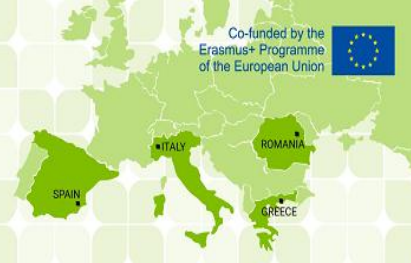 Co-funded by the
Erasmus+ Programme
of the European Union
ITALY
ROMANIA
SPAIN
GREECE